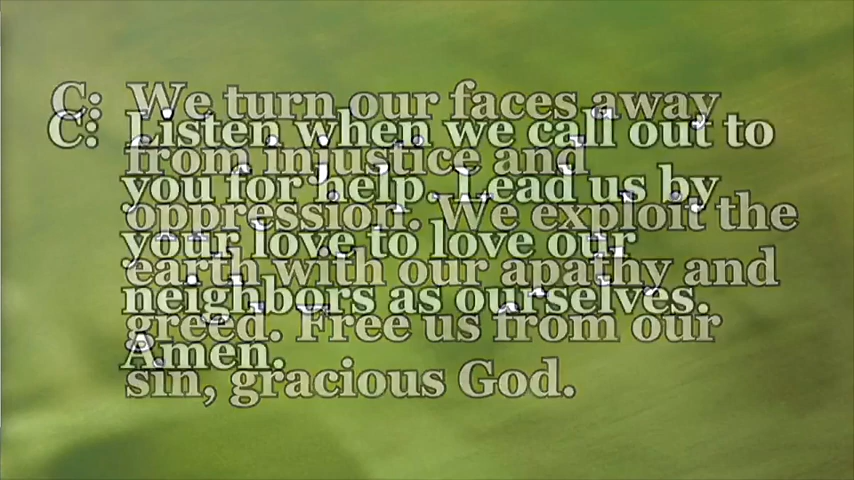 C: We turn our faces away
from injustice and
oppression. We exploit the
earth with our apathy and
greed. Free us from our
sin, gracious God.
C: Listen when we call out to
you for help. Lead us by
your love to love our
neighbors as ourselves.
Amen.